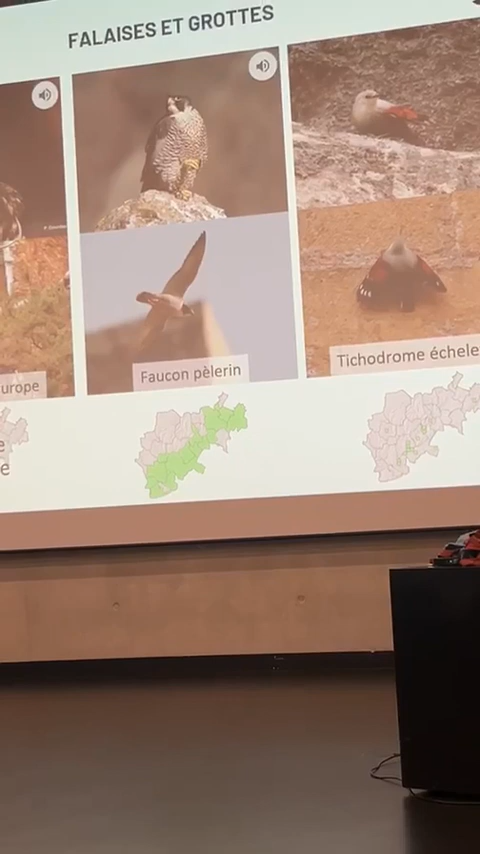 FALAISES ET GROTTES
urope
Faucon pèlerin
Tichodrome échele
e
e